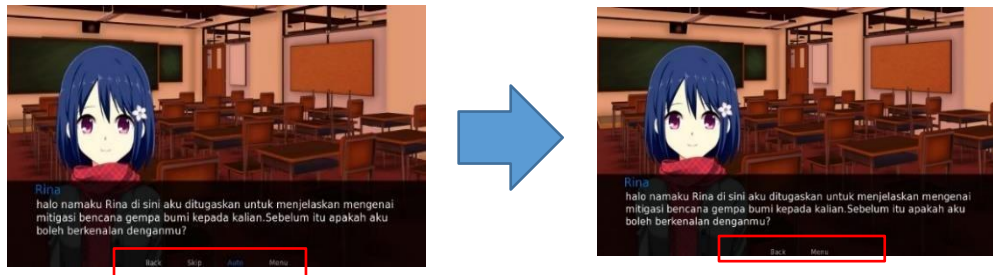 Rina
halo namaku Rina di sini aku ditugaskan untuk menjelaskan mengenai
mitigasi bencana gempa bumi kepada kalian.Sebelum itu apakah aku
boleh berkenalan denganmu?
Back Skip Auto Menu
Rina
halo namaku Rina di sini aku ditugaskan untuk menjelaskan mengenai
mitigasi bencana gempa bumi kepada kalian.Sebelum itu apakah aku
boleh berkenalan denganmu?
Back Menu